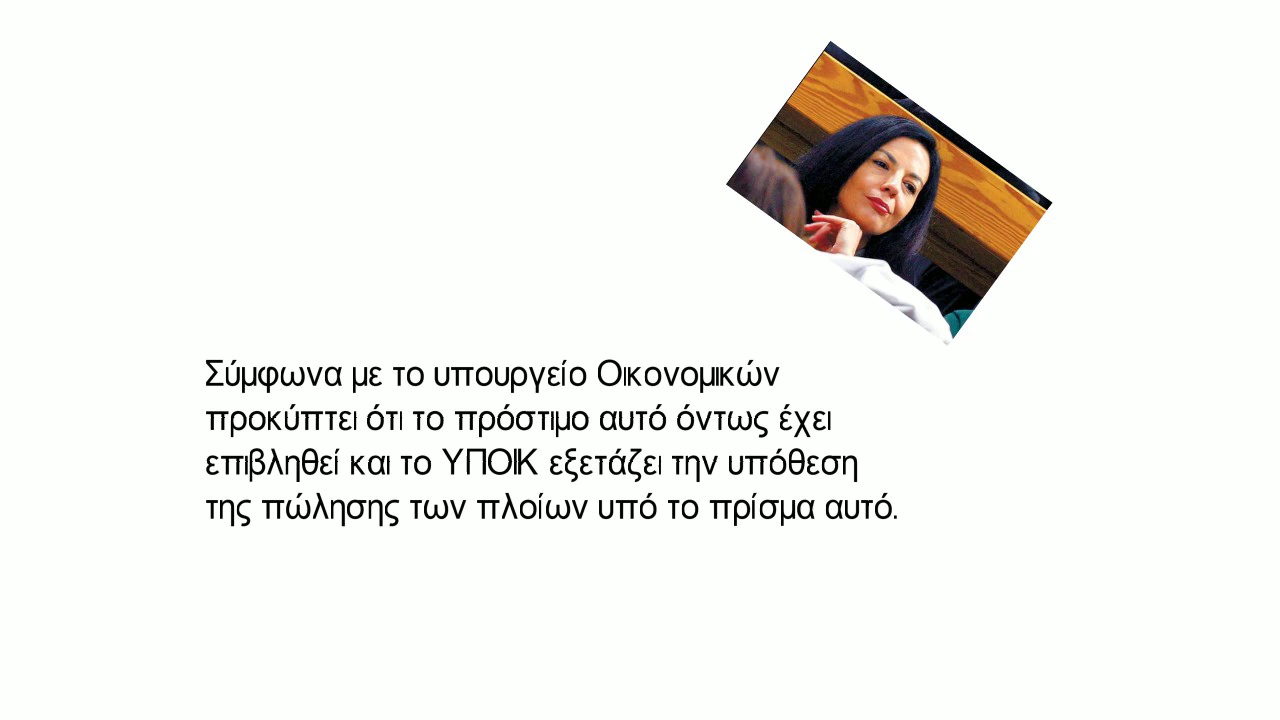 Σύμφωνα με το υπουργείο Οικονομικών
προκύπτει ότι το πρόστιμο αυτό όντως έχει
επιβληθεί και το ΥΠΟΙΚ εξετάζει την υπόθεση
της πώλησης των πλοίων υπό το πρίσμα αυτό.